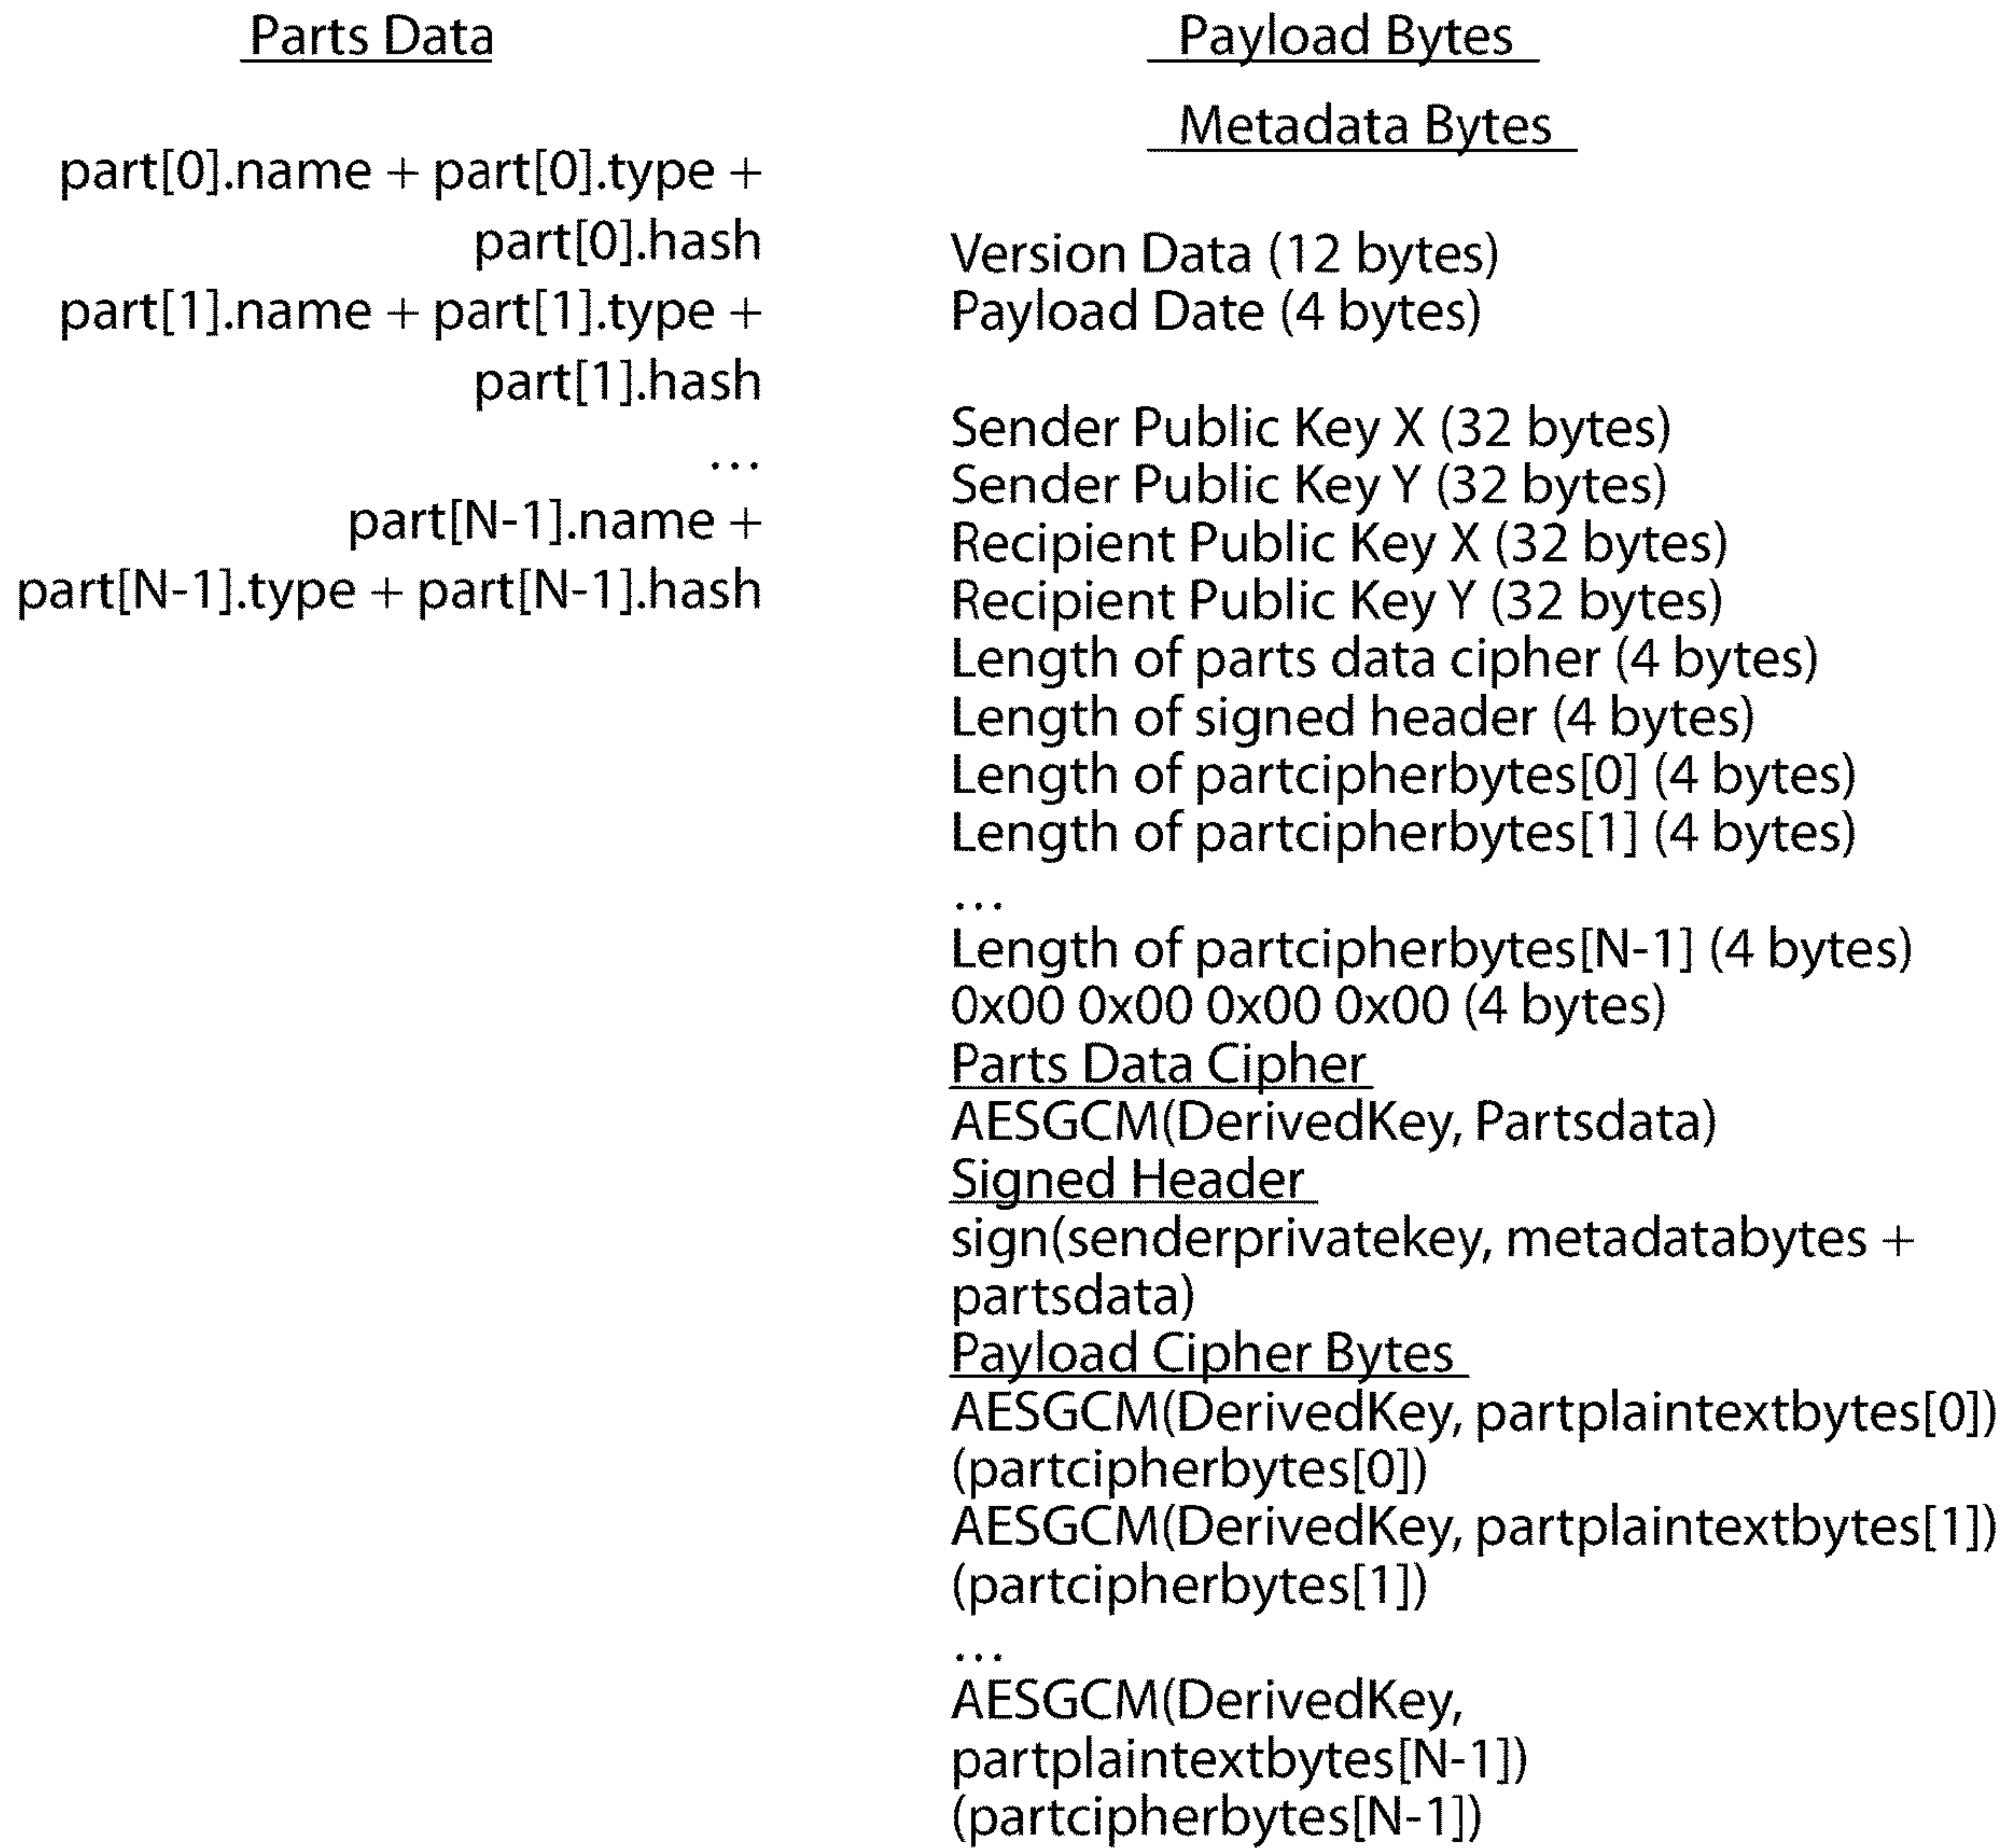 Parts Data
part[0].name + part[0].type +
part[0].hash
part[1].name + part[1].type +
part[1].hash
...
part[N-1].name +
part[N-1].type + part[N-1].hash
Payload Bytes
Metadata Bytes
Version Data (12 bytes)
Payload Date (4 bytes)
Sender Public Key X (32 bytes)
Sender Public Key Y (32 bytes)
Recipient Public Key X (32 bytes)
Recipient Public Key Y (32 bytes)
Length of parts data cipher (4 bytes)
Length of signed header (4 bytes)
Length of partcipherbytes[0] (4 bytes)
Length of partcipherbytes[1] (4 bytes)
...
Length of partcipherbytes[N-1] (4 bytes)
0x00 0x00 0x00 0x00 (4 bytes)
Parts Data Cipher
AESGCM(DerivedKey, Partsdata)
Signed Header
sign(senderprivatekey, metadatabytes +
partsdata)
Payload Cipher Bytes
AESGCM(DerivedKey, partplaintextbytes[0])
(partcipherbytes[0])
AESGCM(DerivedKey, partplaintextbytes[1])
(partcipherbytes[1])
...
AESGCM(DerivedKey,
partplaintextbytes[N-1])
(partcipherbytes[N-1])